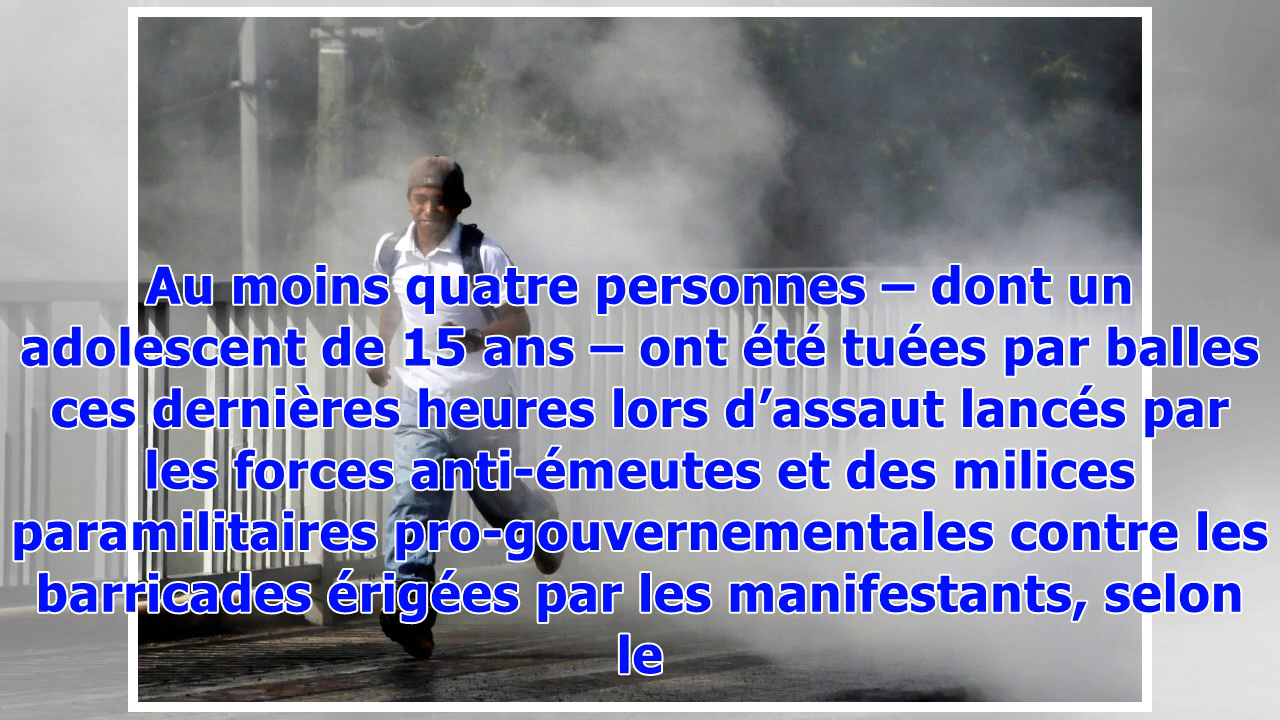 Au moins quatre personnes – dont un
adolescent de 15 ans – ont été tuées par balles
ces dernières heures lors d’assaut lancés par
les forces anti-émeutes et des milices
paramilitaires pro-gouvernementales contre les
barricades érigées par les manifestants, selon
le